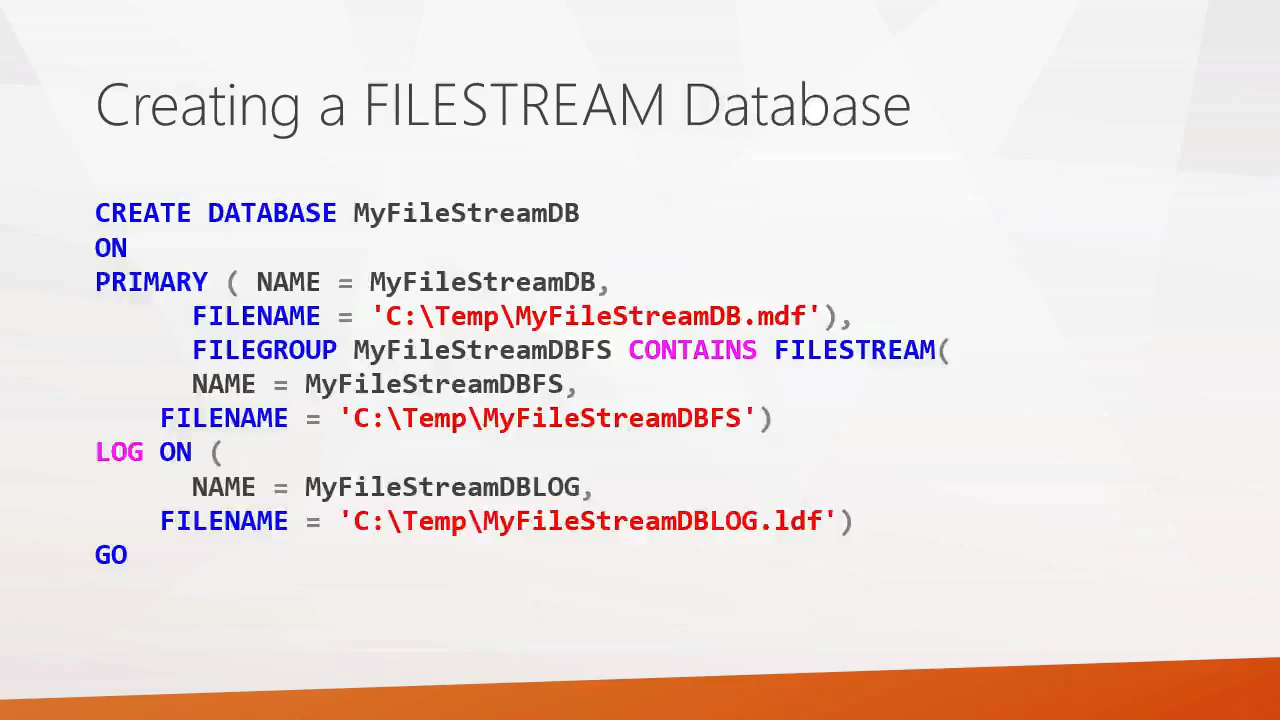 Creating a FILESTREAM Database
CREATE DATABASE MyFileStreamDB
ON
PRIMARY ( NAME = MyFileStreamDB,
FILENAME = 'C:\Temp\MyFileStreamDB.mdf'),
FILEGROUP MyFileStreamDBFS CONTAINS FILESTREAM(
NAME = MyFileStreamDBFS,
FILENAME = 'C:\Temp\MyFileStreamDBFS')
LOG ON (
NAME = MyFileStreamDBLOG,
FILENAME = 'C:\Temp\MyFileStreamDBLOG.ldf')
GO